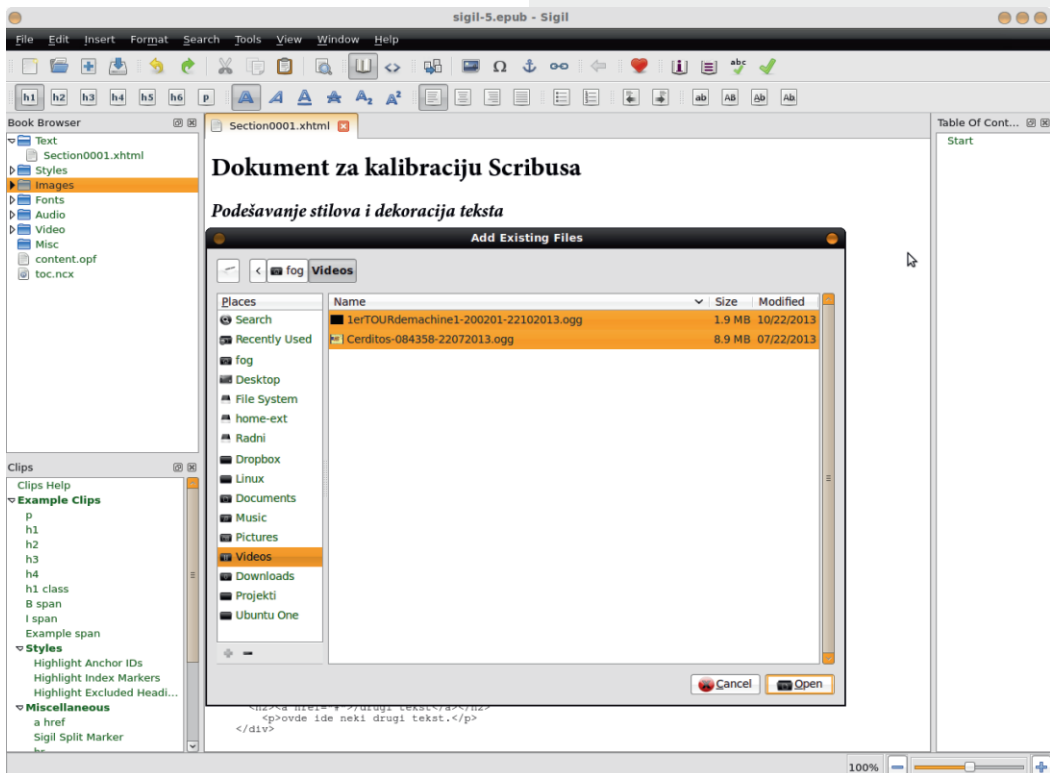 sigil-5.epub - Sigil
File Edit Insert Format Search Tools View Window Help
h1 h2 h3 h4 h5 h6 p A A A A A₂ A² ab AB Ab Ab
Book Browser
Text
Section0001.xhtml
Styles
Images
Fonts
Audio
Video
Misc
content.opf
toc.ncx
Clips
Clips Help
Example Clips
p
h1
h2
h3
h4
h1 class
B span
I span
Example span
Styles
Highlight Anchor IDs
Highlight Index Markers
Highlight Excluded Headi...
Miscellaneous
a href
Sigil Split Marker
Section0001.xhtml
Dokument za kalibraciju Scribusa
Podešavanje stilova i dekoracija teksta
Add Existing Files
fog Videos
Places
Search
Recently Used
fog
Desktop
File System
home-ext
Radni
Dropbox
Linux
Documents
Music
Pictures
Videos
Downloads
Projekti
Ubuntu One
Name Size Modified
1erTOURdemachine1-200201-22102013.ogg 1.9 MB 10/22/2013
Cerditos-084358-22072013.ogg 8.9 MB 07/22/2013
Cancel Open
<p>ovde ide neki drugi tekst.</p>
</div>
Table Of Cont...
Start
100%